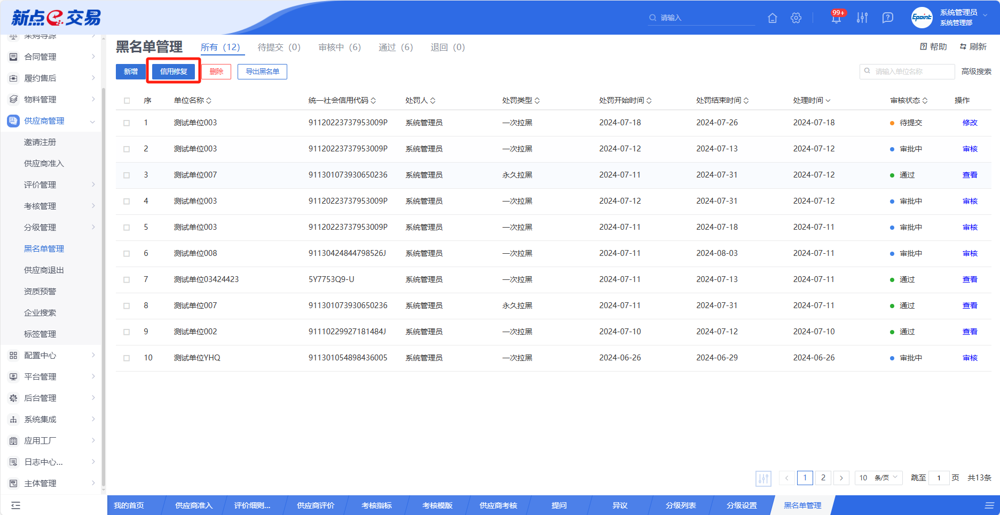 新点e交易
请输入
99+
Epoint
系统管理员
系统管理部
采购寻源
合同管理
履约售后
物料管理
供应商管理
邀请注册
供应商准入
评价管理
考核管理
分级管理
黑名单管理
供应商退出
资质预警
企业搜索
标签管理
配置中心
平台管理
后台管理
系统集成
应用工厂
日志中心...
主体管理
黑名单管理 所有（12） 待提交（0） 审核中（6） 通过（6） 退回（0） 帮助 刷新
新增 信用修复 删除 导出黑名单 请输入单位名称 高级搜索
序 单位名称 统一社会信用代码 处罚人 处罚类型 处罚开始时间 处罚结束时间 处理时间 审核状态 操作
1 测试单位003 91120223737953009P 系统管理员 一次拉黑 2024-07-18 2024-07-26 2024-07-18 待提交 修改
2 测试单位003 91120223737953009P 系统管理员 一次拉黑 2024-07-12 2024-07-13 2024-07-12 审批中 审核
3 测试单位007 911301073930650236 系统管理员 永久拉黑 2024-07-11 2024-07-31 2024-07-12 通过 查看
4 测试单位003 91120223737953009P 系统管理员 一次拉黑 2024-07-12 2024-07-31 2024-07-12 审批中 审核
5 测试单位003 91120223737953009P 系统管理员 一次拉黑 2024-07-11 2024-07-18 2024-07-11 审批中 审核
6 测试单位008 91130424844798526J 系统管理员 一次拉黑 2024-07-11 2024-08-03 2024-07-11 审批中 审核
7 测试单位03424423 5Y7753Q9-U 系统管理员 一次拉黑 2024-07-11 2024-07-13 2024-07-11 通过 查看
8 测试单位007 911301073930650236 系统管理员 永久拉黑 2024-07-11 2024-07-31 2024-07-11 通过 查看
9 测试单位002 91110229927181484J 系统管理员 一次拉黑 2024-07-10 2024-07-12 2024-07-10 通过 查看
10 测试单位YHQ 911301054898436005 系统管理员 一次拉黑 2024-06-26 2024-06-29 2024-06-26 审批中 审核
1 2 10 条/页 跳至 1 页 共13条
我的首页 供应商准入 评价细则... 供应商评价 考核指标 考核模版 供应商考核 提问 异议 分级列表 分级设置 黑名单管理